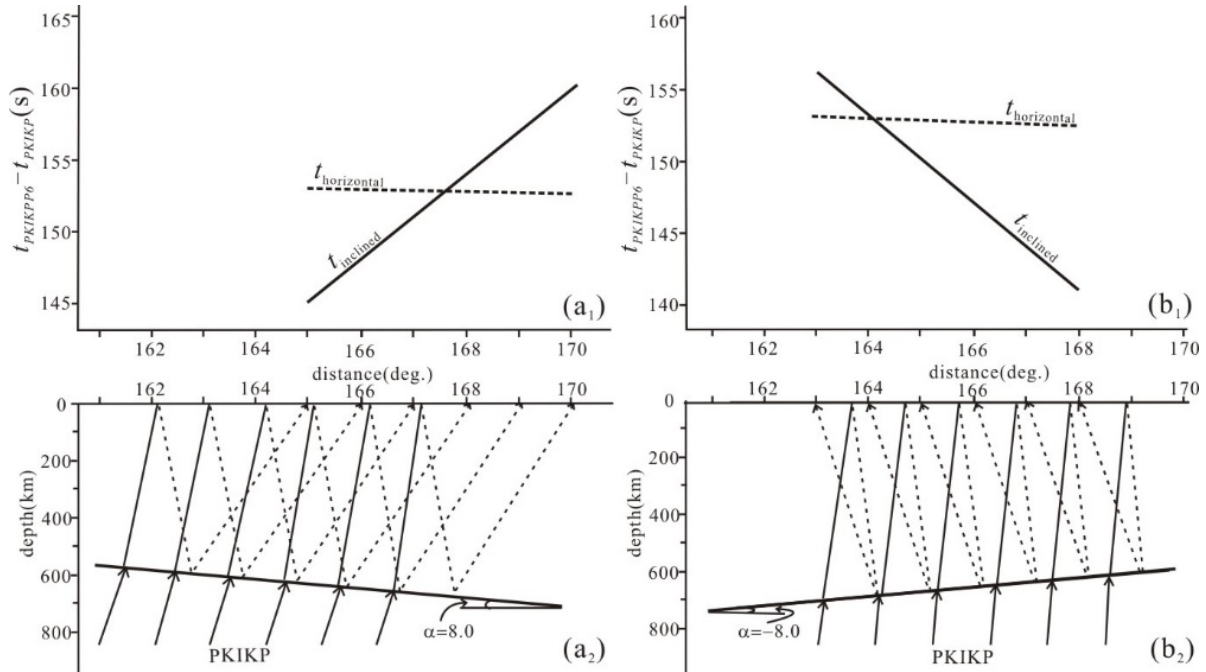 165
160
155
150
145
t_PKIKPP6 − t_PKIKP (s)
t_horizontal
t_inclined
(a₁)
162 164 166 168 170
distance(deg.)
162 164 166 168 170
0
200
400
600
800
depth(km)
α=8.0
PKIKP
(a₂)
160
155
150
145
140
t_PKIKPP6 − t_PKIKP (s)
t_horizontal
t_inclined
(b₁)
162 164 166 168 170
distance(deg.)
162 164 166 168 170
0
200
400
600
800
depth(km)
α=−8.0
PKIKP
(b₂)